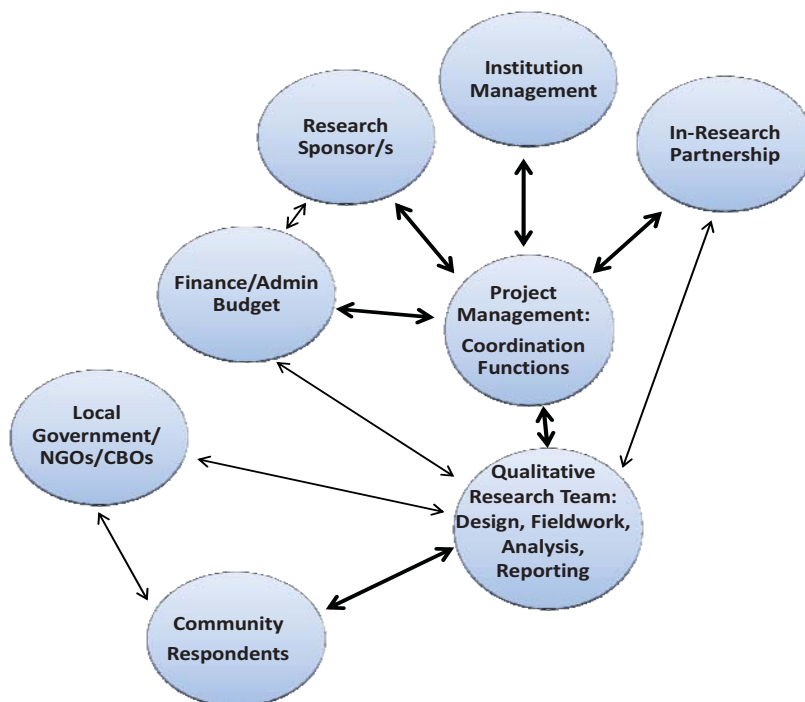 Institution
Management
Research
Sponsor/s
In-Research
Partnership
Finance/Admin
Budget
Project
Management:
Coordination
Functions
Local
Government/
NGOs/CBOs
Qualitative
Research Team:
Design, Fieldwork,
Analysis,
Reporting
Community
Respondents